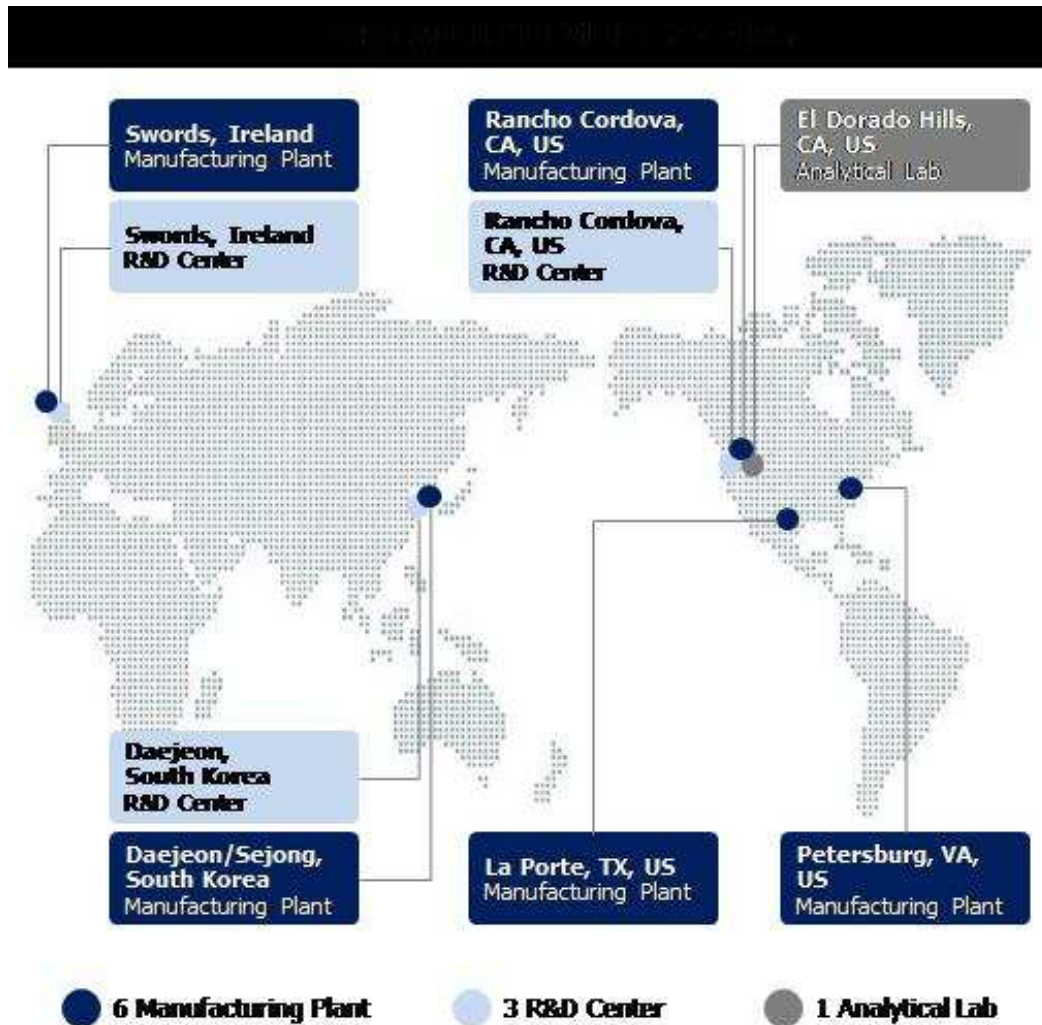 Swords, Ireland
Manufacturing Plant
Swords, Ireland
R&D Center
Rancho Cordova,
CA, US
Manufacturing Plant
Rancho Cordova,
CA, US
R&D Center
El Dorado Hills,
CA, US
Analytical Lab
Daejeon,
South Korea
R&D Center
Daejeon/Sejong,
South Korea
Manufacturing Plant
La Porte, TX, US
Manufacturing Plant
Petersburg, VA,
US
Manufacturing Plant
6 Manufacturing Plant
3 R&D Center
1 Analytical Lab